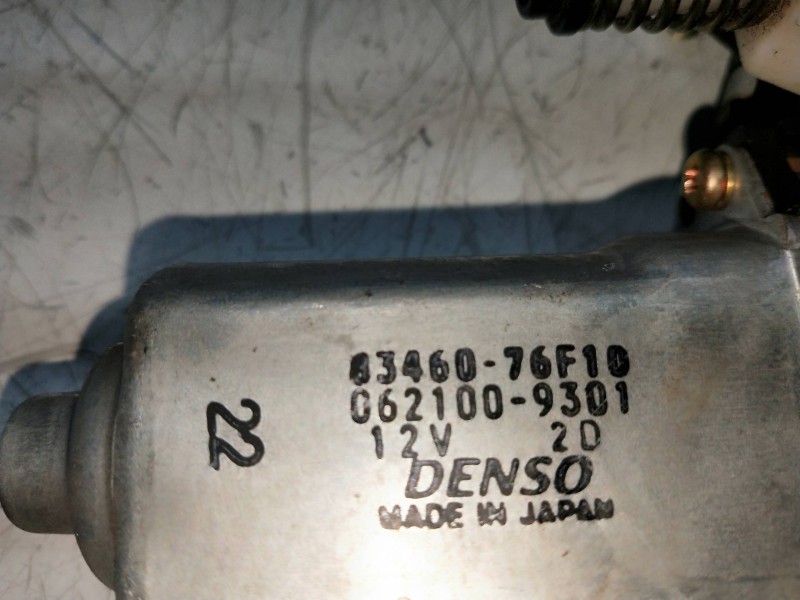 83460-76F10
062100-9301
12V 2D
DENSO
MADE IN JAPAN
22